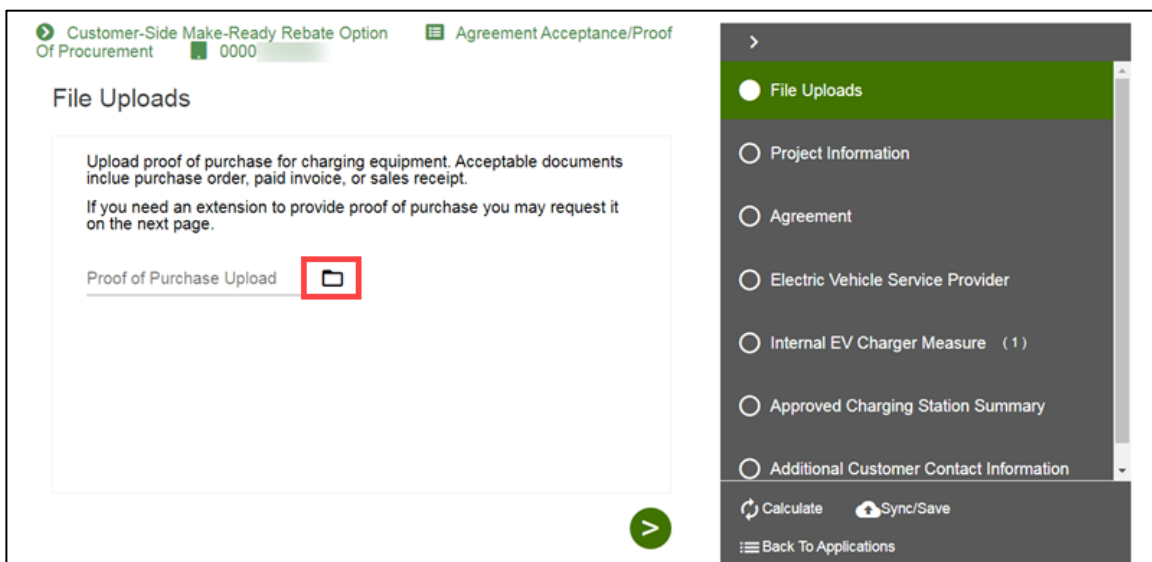 Customer-Side Make-Ready Rebate Option Agreement Acceptance/Proof
Of Procurement 0000
File Uploads
Upload proof of purchase for charging equipment. Acceptable documents
inclue purchase order, paid invoice, or sales receipt.
If you need an extension to provide proof of purchase you may request it
on the next page.
Proof of Purchase Upload
>
>
File Uploads
Project Information
Agreement
Electric Vehicle Service Provider
Internal EV Charger Measure (1)
Approved Charging Station Summary
Additional Customer Contact Information
Calculate Sync/Save
Back To Applications